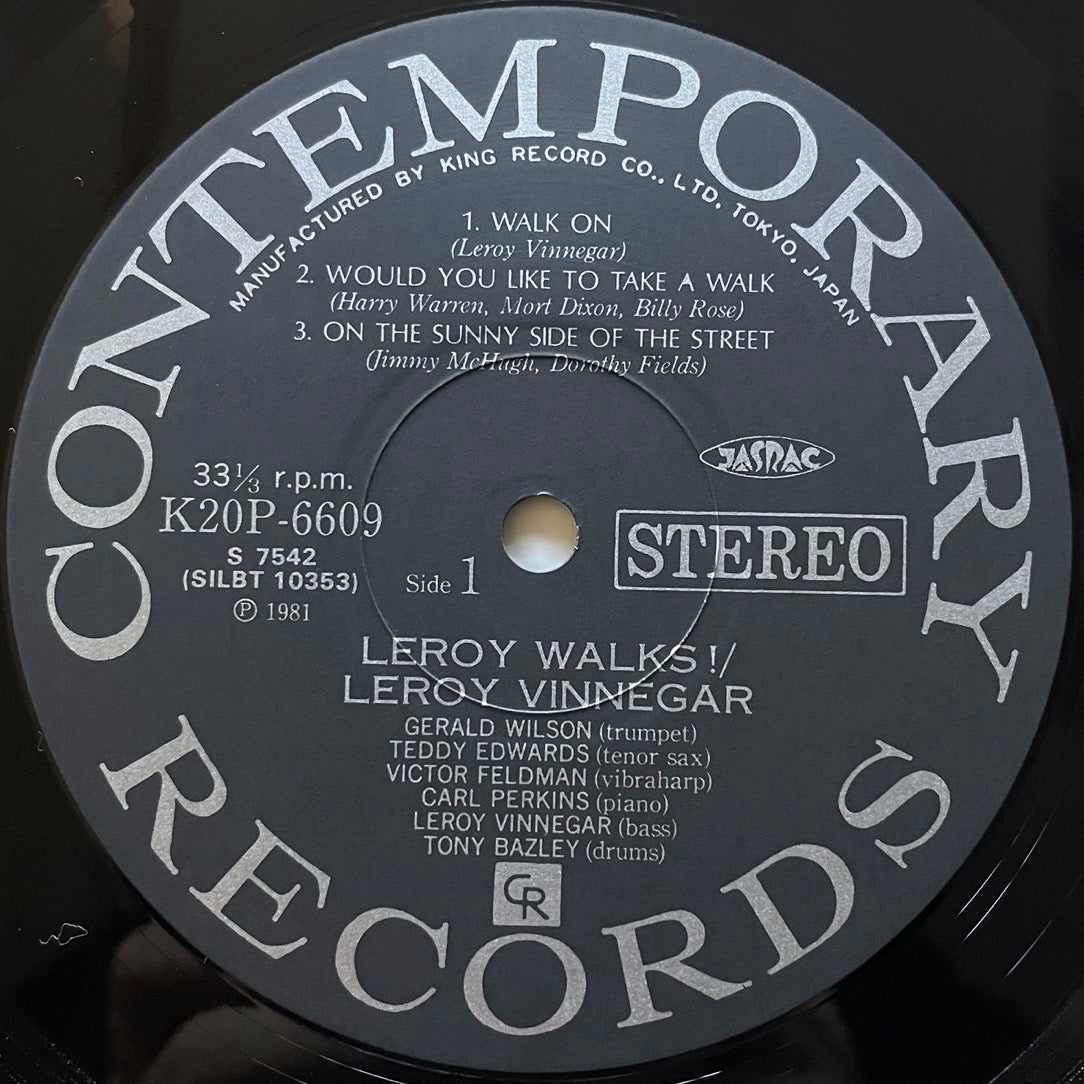 CONTEMPORARY
MANUFACTURED BY KING RECORD CO., LTD. TOKYO. JAPAN
1. WALK ON
(Leroy Vinnegar)
2. WOULD YOU LIKE TO TAKE A WALK
(Harry Warren, Mort Dixon, Billy Rose)
3. ON THE SUNNY SIDE OF THE STREET
(Jimmy McHugh, Dorothy Fields)
JASRAC
33⅓ r.p.m.
K20P-6609
S 7542
(SILBT 10353)
Ⓟ 1981
Side 1
STEREO
LEROY WALKS!/
LEROY VINNEGAR
GERALD WILSON (trumpet)
TEDDY EDWARDS (tenor sax)
VICTOR FELDMAN (vibraharp)
CARL PERKINS (piano)
LEROY VINNEGAR (bass)
TONY BAZLEY (drums)
CR
RECORDS